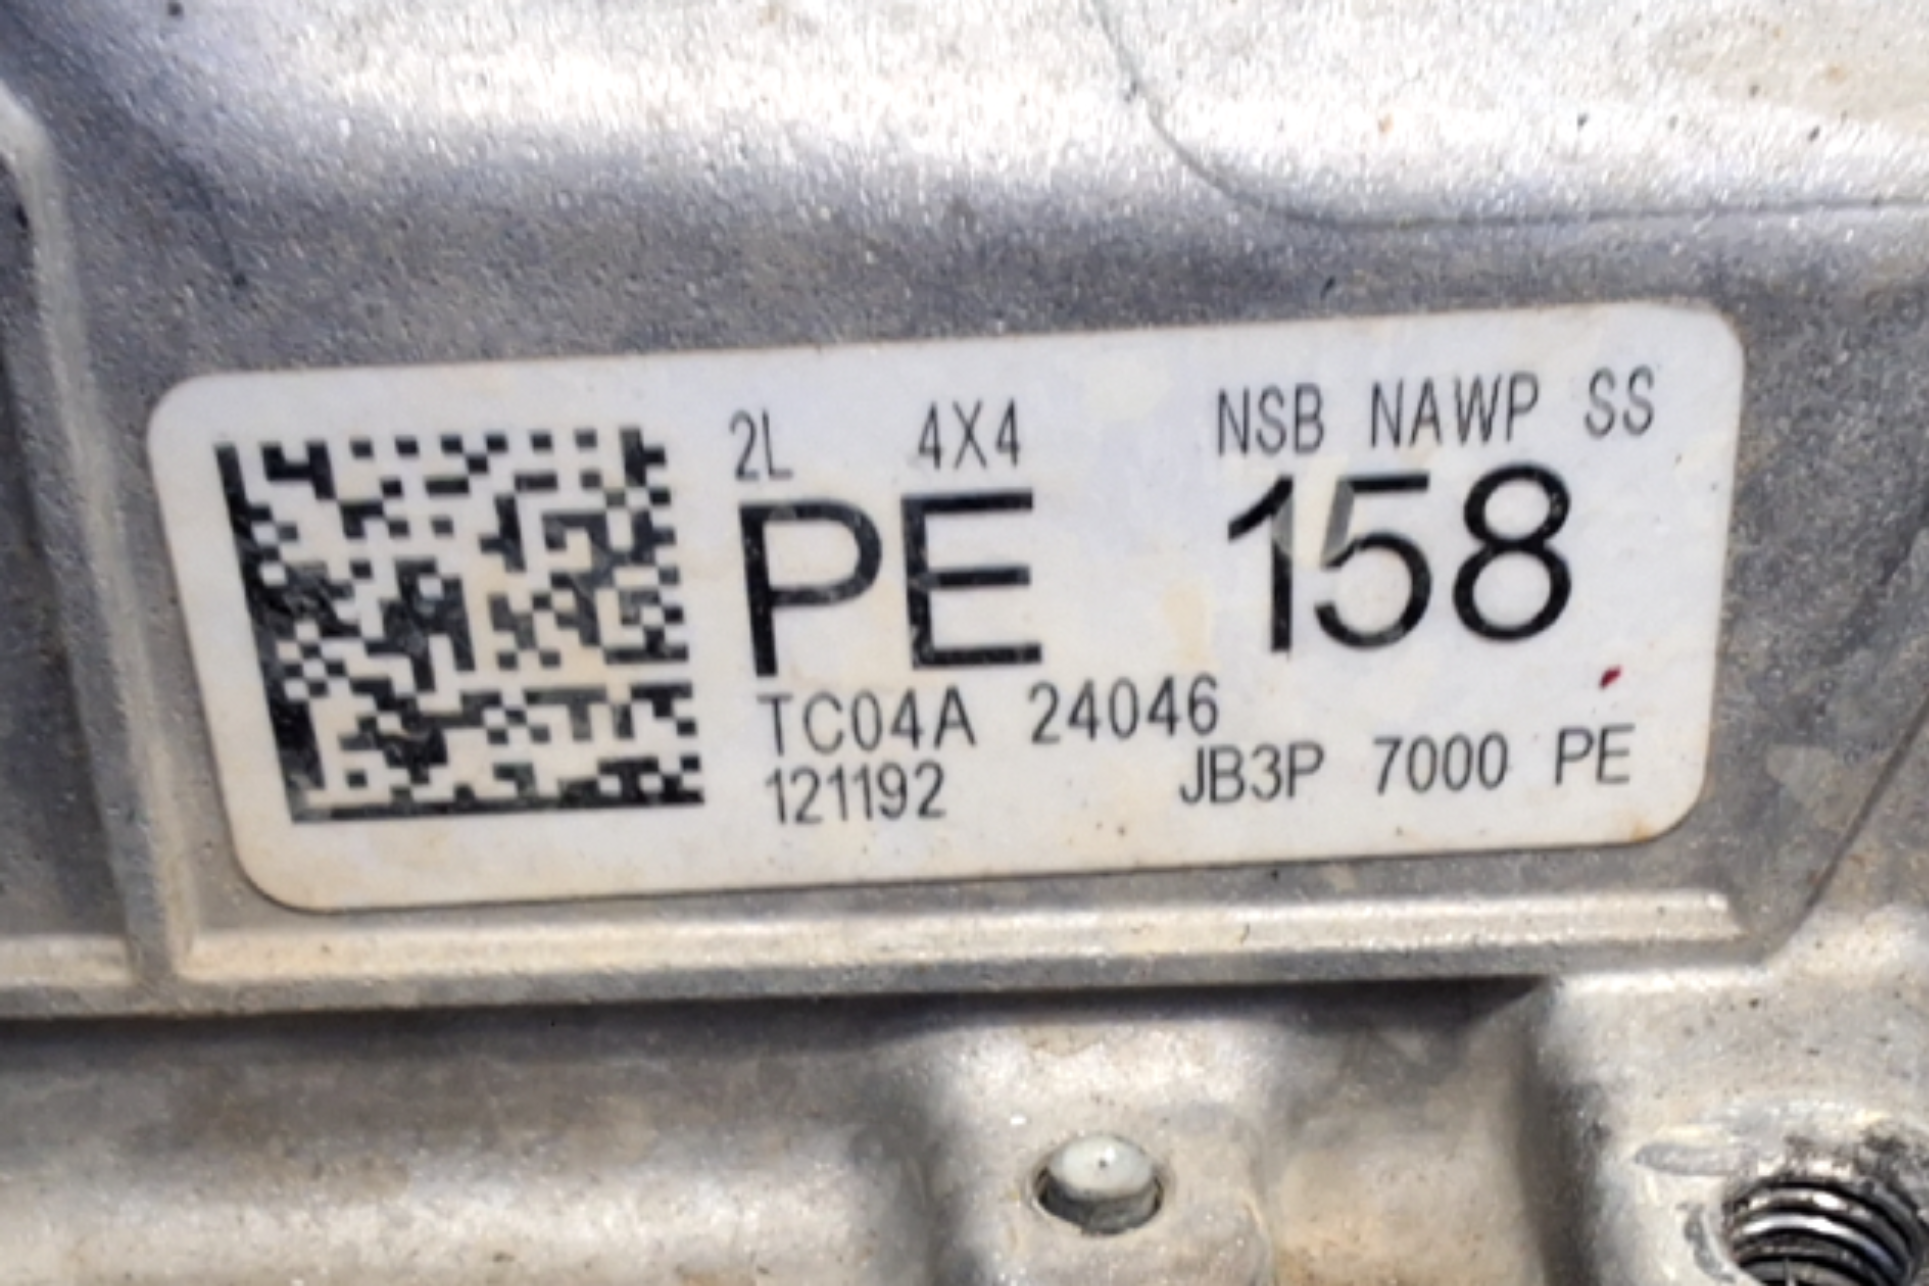 2L 4X4 NSB NAWP SS
PE 158
TC04A 24046
121192 JB3P 7000 PE